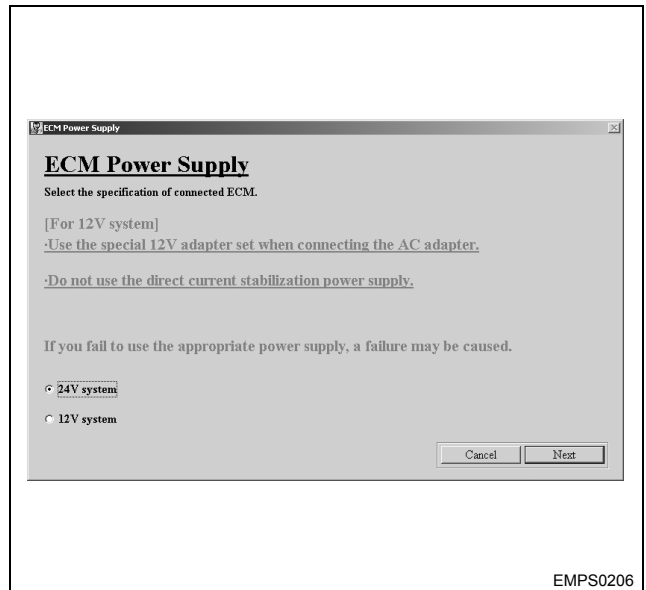 ECM Power Supply
ECM Power Supply
Select the specification of connected ECM.
[For 12V system]
·Use the special 12V adapter set when connecting the AC adapter.
·Do not use the direct current stabilization power supply.
If you fail to use the appropriate power supply, a failure may be caused.
24V system
12V system
Cancel Next
EMPS0206